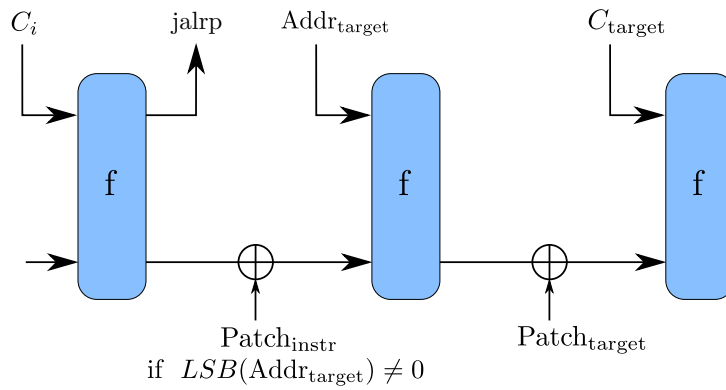 C_i
jalrp
Addr_target
C_target
f
f
f
Patch_instr
if LSB(Addr_target) ≠ 0
Patch_target